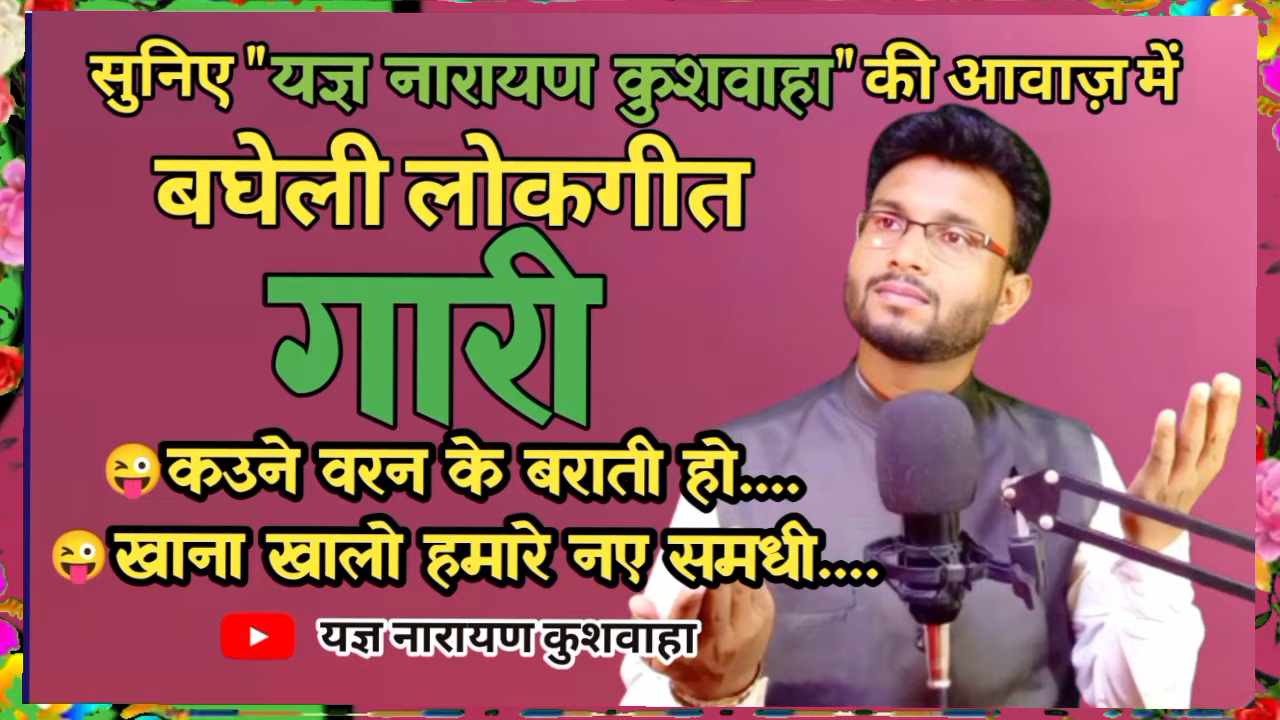 सुनिए "यज्ञ नारायण कुशवाहा" की आवाज़ में
बघेली लोकगीत
गारी
😜कउने वरन के बराती हो....
😜खाना खालो हमारे नए समधी....
यज्ञ नारायण कुशवाहा